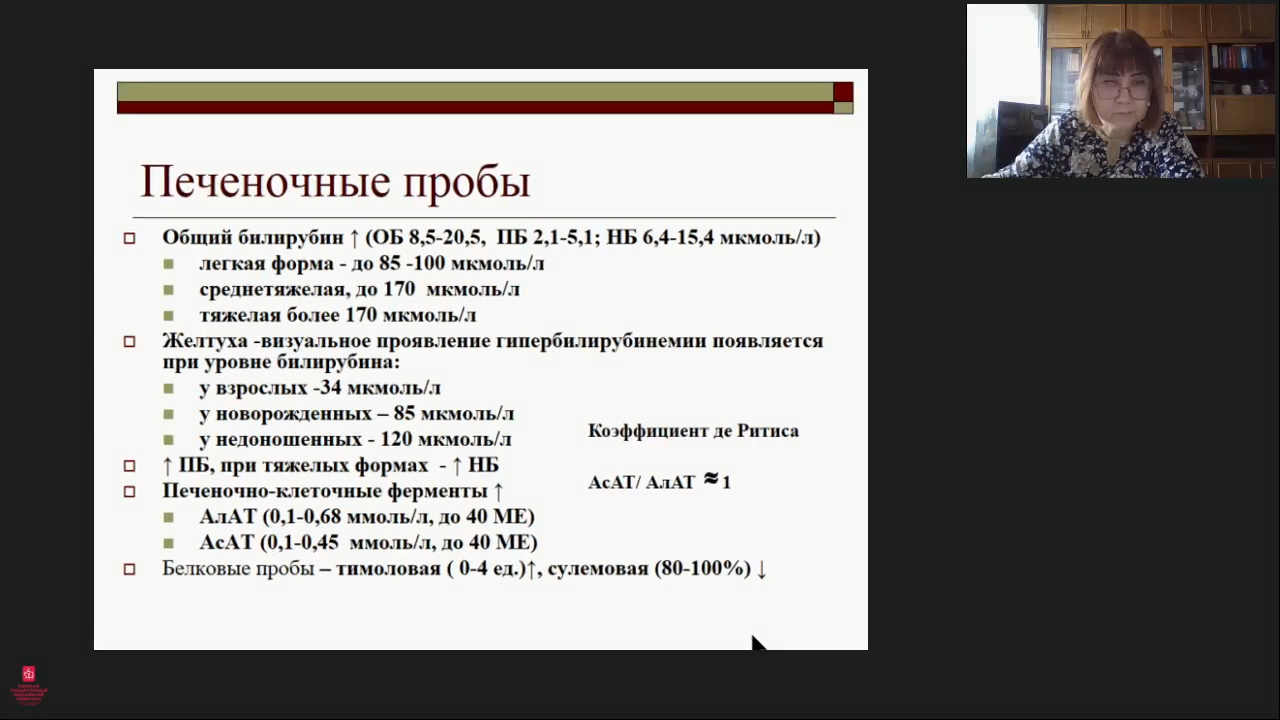 Печеночные пробы
Общий билирубин ↑ (ОБ 8,5-20,5, ПБ 2,1-5,1; НБ 6,4-15,4 мкмоль/л)
легкая форма - до 85 -100 мкмоль/л
среднетяжелая, до 170 мкмоль/л
тяжелая более 170 мкмоль/л
Желтуха -визуальное проявление гипербилирубинемии появляется
при уровне билирубина:
у взрослых -34 мкмоль/л
у новорожденных – 85 мкмоль/л
у недоношенных - 120 мкмоль/л
↑ ПБ, при тяжелых формах - ↑ НБ
Печеночно-клеточные ферменты ↑
АлАТ (0,1-0,68 ммоль/л, до 40 МЕ)
АсАТ (0,1-0,45 ммоль/л, до 40 МЕ)
Белковые пробы – тимоловая ( 0-4 ед.)↑, сулемовая (80-100%) ↓
Коэффициент де Ритиса
АсАТ/ АлАТ ≈ 1